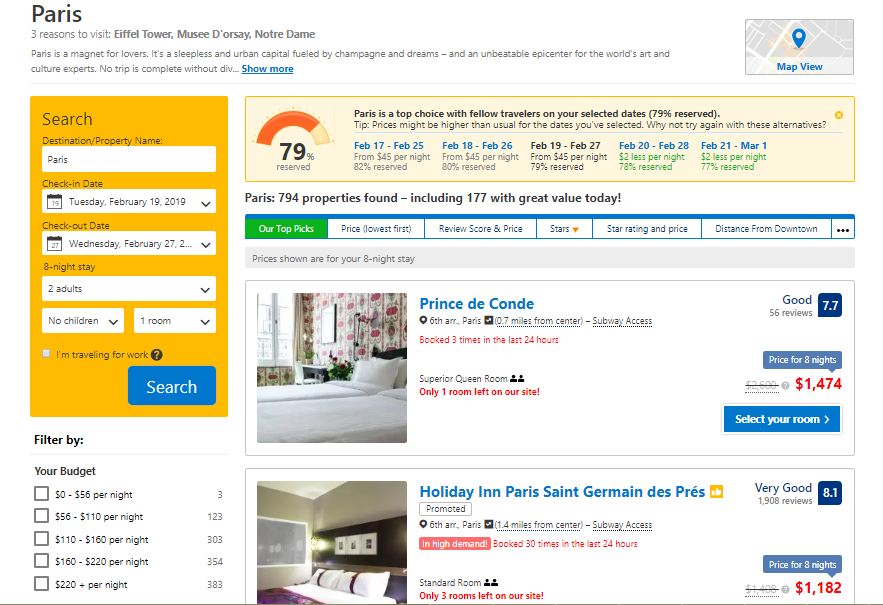 Paris
3 reasons to visit: Eiffel Tower, Musee D'orsay, Notre Dame
Paris is a magnet for lovers. It's a sleepless and urban capital fueled by champagne and dreams – and an unbeatable epicenter for the world's art and
culture experts. No trip is complete without div... Show more
Map View
Search
Destination/Property Name:
Paris
Check-in Date
19 Tuesday, February 19, 2019
Check-out Date
27 Wednesday, February 27, 2...
8-night stay
2 adults
No children 1 room
I'm traveling for work ?
Search
Filter by:
Your Budget
$0 - $56 per night 3
$56 - $110 per night 123
$110 - $160 per night 303
$160 - $220 per night 354
$220 + per night 383
79%
reserved
Paris is a top choice with fellow travelers on your selected dates (79% reserved).
Tip: Prices might be higher than usual for the dates you've selected. Why not try again with these alternatives?
Feb 17 - Feb 25 Feb 18 - Feb 26 Feb 19 - Feb 27 Feb 20 - Feb 28 Feb 21 - Mar 1
From $45 per night From $45 per night From $45 per night $2 less per night $2 less per night
82% reserved 80% reserved 79% reserved 78% reserved 77% reserved
Paris: 794 properties found – including 177 with great value today!
Our Top Picks Price (lowest first) Review Score & Price Stars Star rating and price Distance From Downtown ...
Prices shown are for your 8-night stay
Prince de Conde
6th arr., Paris (0.7 miles from center) – Subway Access
Booked 3 times in the last 24 hours
Good 7.7
56 reviews
Superior Queen Room
Only 1 room left on our site!
Price for 8 nights
$2,600 ? $1,474
Select your room
Holiday Inn Paris Saint Germain des Prés
Promoted
6th arr., Paris (1.4 miles from center) – Subway Access
In high demand! Booked 30 times in the last 24 hours
Very Good 8.1
1,908 reviews
Standard Room
Only 3 rooms left on our site!
Price for 8 nights
$1,408 ? $1,182